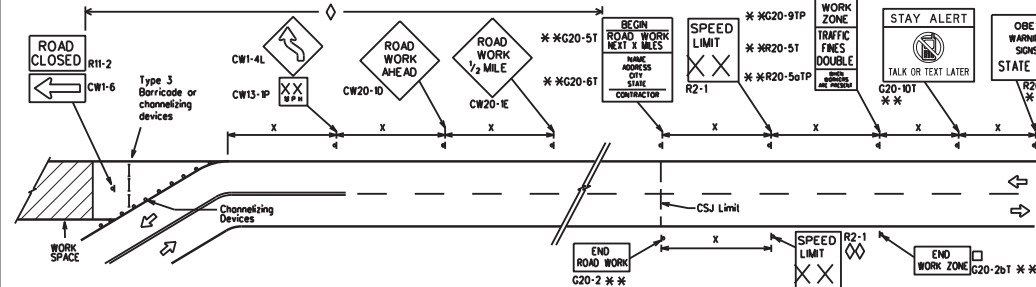 ROAD
CLOSED
R11-2
CW1-6
Type 3
Barricade or
channelizing
devices
CW1-4L
XX
MPH
CW13-1P
ROAD
WORK
AHEAD
CW20-1D
ROAD
WORK
1/2 MILE
CW20-1E
* *G20-5T
* *G20-6T
BEGIN
ROAD WORK
NEXT X MILES
NAME
ADDRESS
CITY
STATE
CONTRACTOR
SPEED
LIMIT
X X
R2-1
* *G20-9TP
* *R20-5T
* *R20-5aTP
WORK
ZONE
TRAFFIC
FINES
DOUBLE
WHEN
WORKERS
ARE PRESENT
STAY ALERT
TALK OR TEXT LATER
G20-10T
* *
OBE
WARNI
SIGNS
STATE
R20
*
X
X
X
X
X
X
WORK
SPACE
Channelizing
Devices
CSJ Limit
END
ROAD WORK
G20-2 * *
X
SPEED
LIMIT
X X
R2-1
END
WORK ZONE
G20-2bT * *